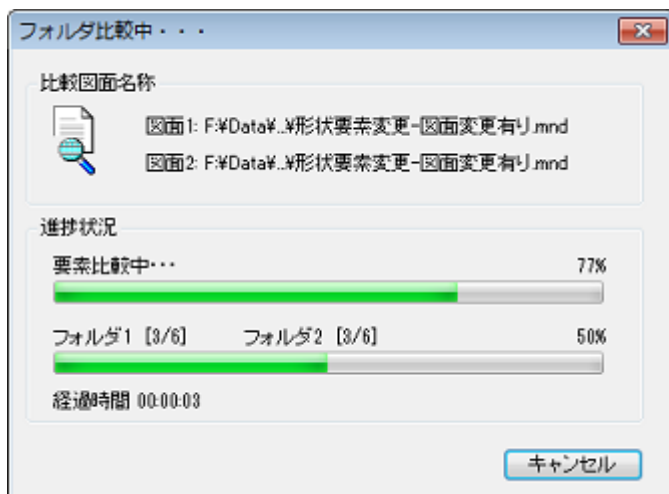 フォルダ比較中・・・
比較図面名称
図面1: F:¥Data¥..¥形状要素変更-図面変更有り.mnd
図面2: F:¥Data¥..¥形状要素変更-図面変更有り.mnd
進捗状況
要素比較中・・・ 77%
フォルダ1 [3/6] フォルダ2 [3/6] 50%
経過時間 00:00:03
キャンセル